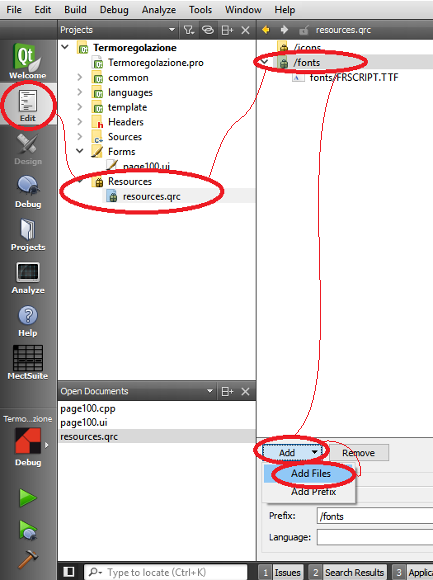 File Edit Build Debug Analyze Tools Window Help
Projects
resources.qrc
Qt
Welcome
Edit
Design
Debug
Projects
Analyze
Help
MectSuite
Termo...zione
Debug
Termoregolazione
Termoregolazione.pro
common
languages
template
Headers
Sources
Forms
page100.ui
Resources
resources.qrc
Open Documents
page100.cpp
page100.ui
resources.qrc
/icons
/fonts
fonts/FRSCRIPT.TTF
Add
Remove
Add Files
Add Prefix
Prefix:
/fonts
Language:
Type to locate (Ctrl+K)
1 Issues
2 Search Results
3 Applica